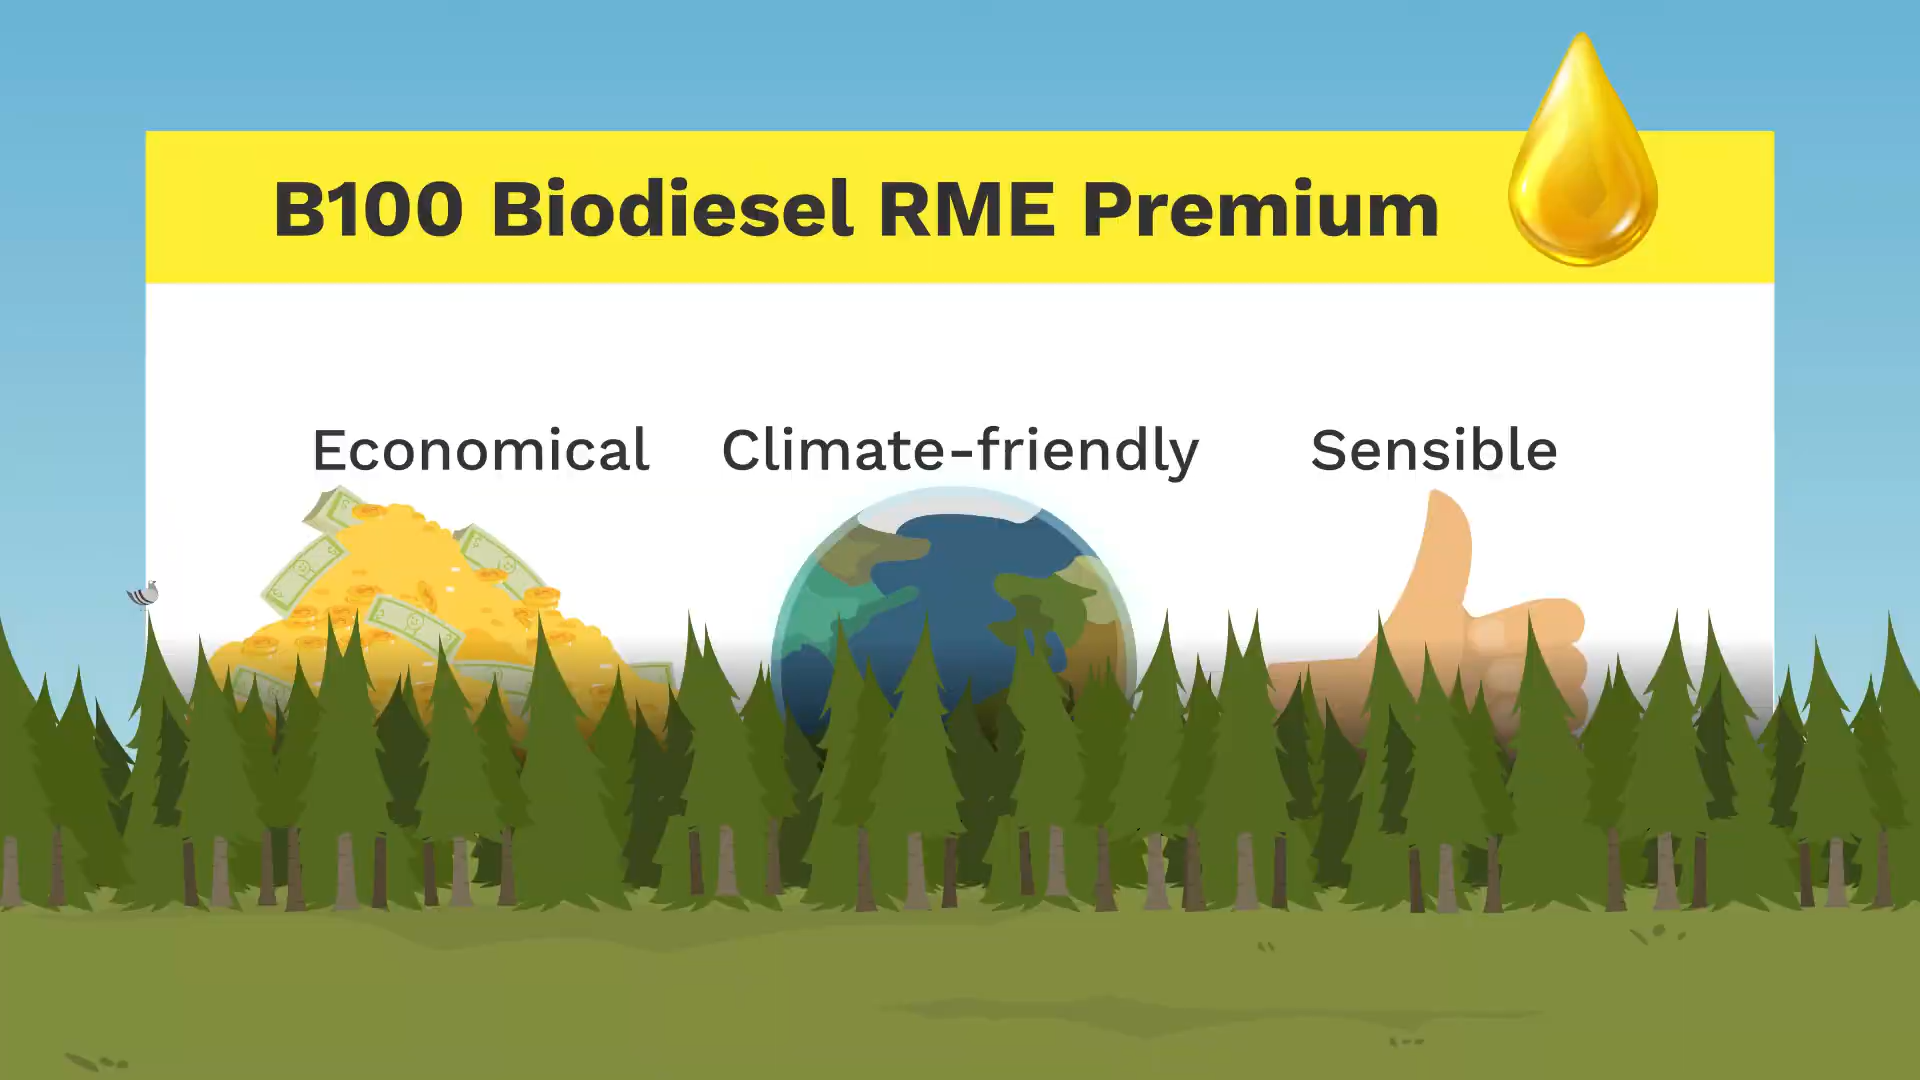 B100 Biodiesel RME Premium
Economical
Climate-friendly
Sensible